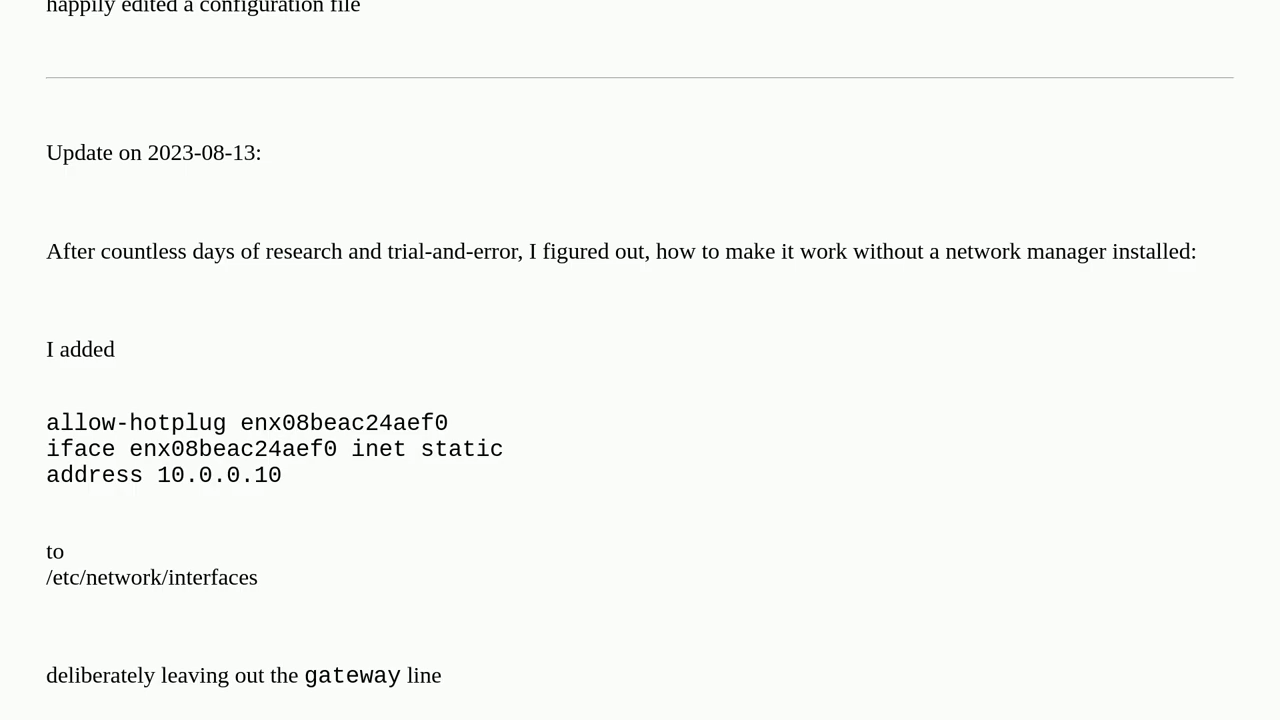 happily edited a configuration file
Update on 2023-08-13:
After countless days of research and trial-and-error, I figured out, how to make it work without a network manager installed:
I added
allow-hotplug enx08beac24aef0
iface enx08beac24aef0 inet static
address 10.0.0.10
to
/etc/network/interfaces
deliberately leaving out the gateway line